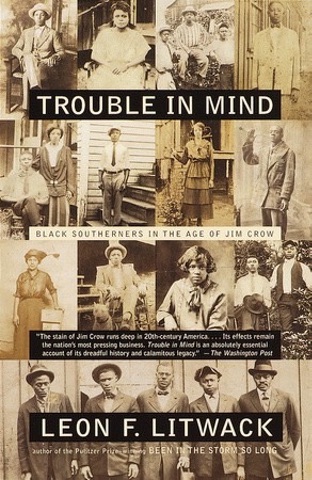 TROUBLE IN MIND
BLACK SOUTHERNERS IN THE AGE OF JIM CROW
"The stain of Jim Crow runs deep in 20th-century America. . . . Its effects remain
the nation's most pressing business. Trouble in Mind is an absolutely essential
account of its dreadful history and calamitous legacy." — The Washington Post
LEON F. LITWACK
author of the Pulitzer Prize-winning BEEN IN THE STORM SO LONG